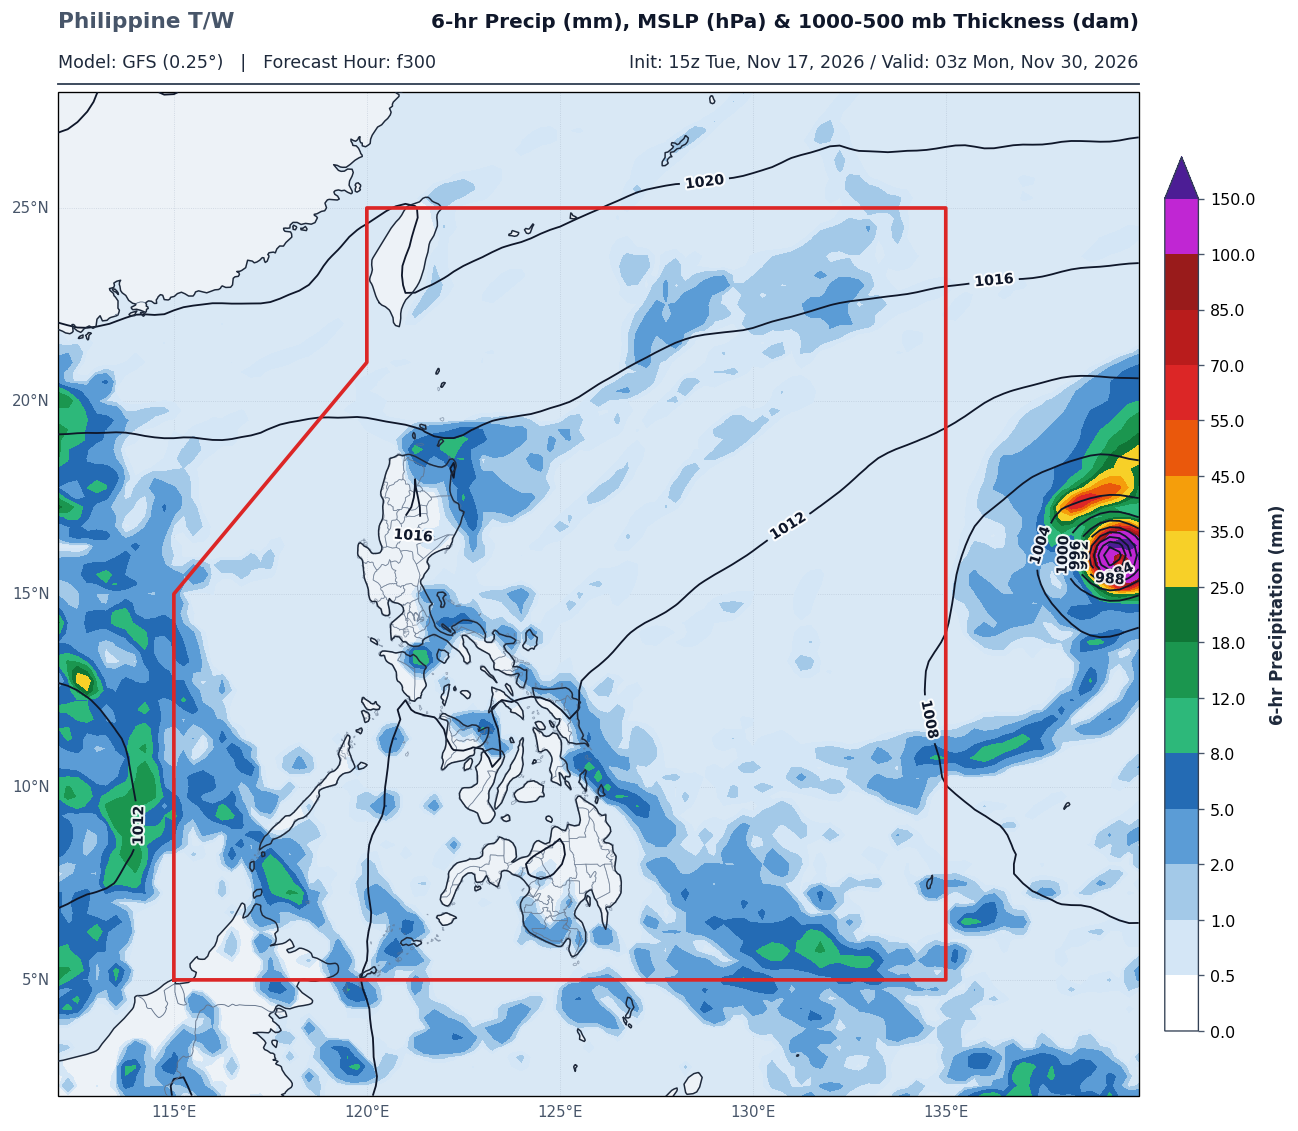 Philippine T/W
6-hr Precip (mm), MSLP (hPa) & 1000-500 mb Thickness (dam)
Model: GFS (0.25°)   |   Forecast Hour: f300
Init: 15z Tue, Nov 17, 2026 / Valid: 03z Mon, Nov 30, 2026
25°N
20°N
15°N
10°N
5°N
115°E
120°E
125°E
130°E
135°E
1020
1016
1016
1012
1012
1008
1004
1000
996
992
988
150.0
100.0
85.0
70.0
55.0
45.0
35.0
25.0
18.0
12.0
8.0
5.0
2.0
1.0
0.5
0.0
6-hr Precipitation (mm)